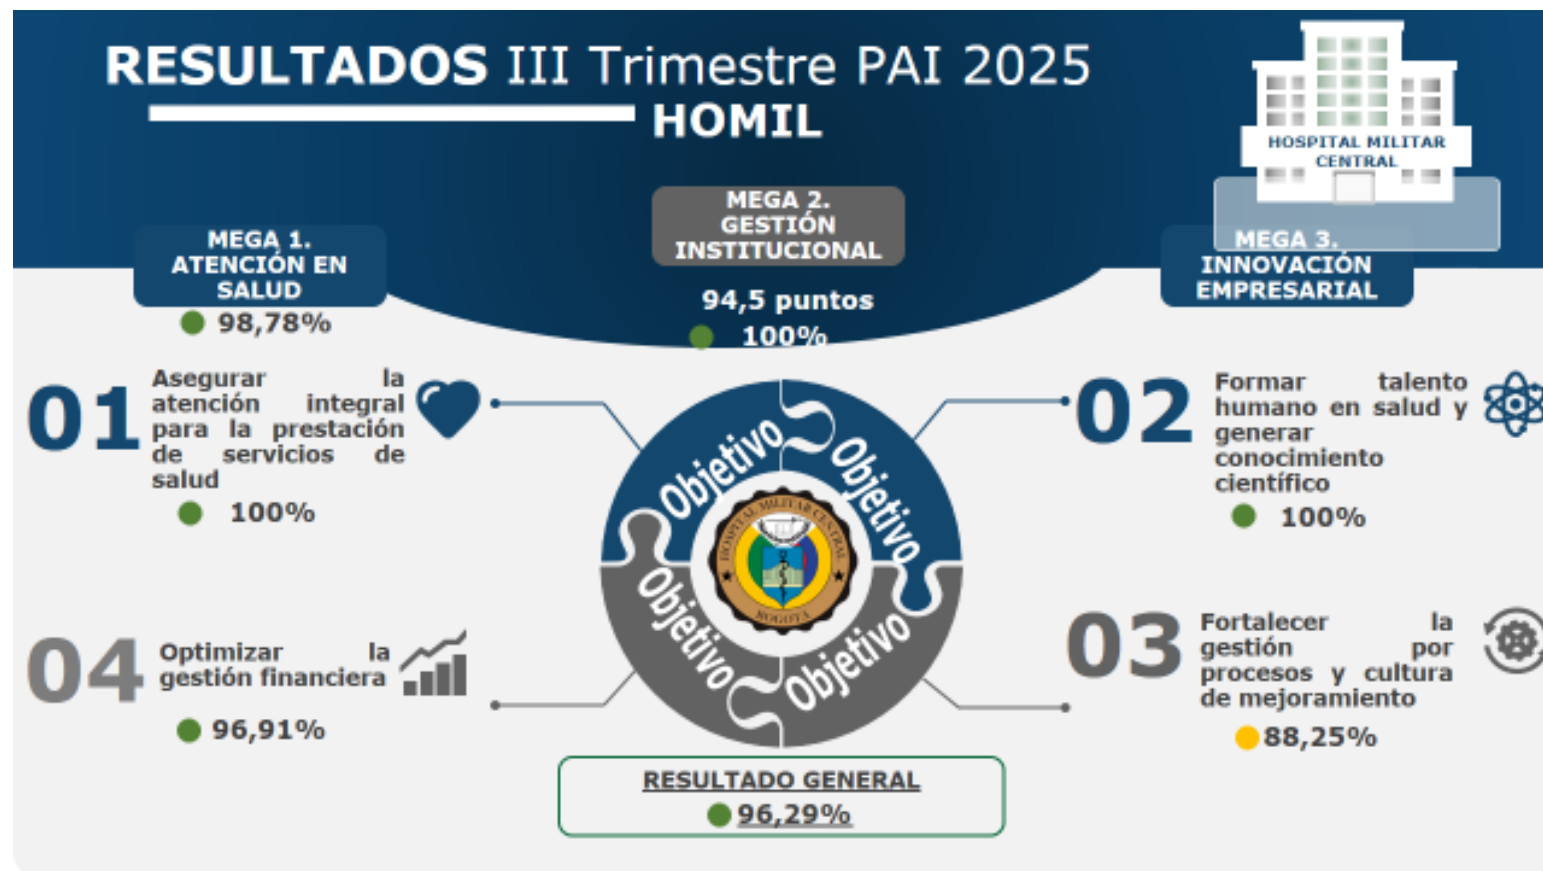 RESULTADOS III Trimestre PAI 2025
HOMIL
HOSPITAL MILITAR
CENTRAL
MEGA 1.
ATENCIÓN EN
SALUD
98,78%
MEGA 2.
GESTIÓN
INSTITUCIONAL
94,5 puntos
100%
MEGA 3.
INNOVACIÓN
EMPRESARIAL
01
Asegurar la
atención integral
para la prestación
de servicios de
salud
100%
02
Formar talento
humano en salud y
generar
conocimiento
científico
100%
Objetivo
Objetivo
Objetivo
Objetivo
HOSPITAL MILITAR CENTRAL
BOGOTA
04
Optimizar la
gestión financiera
96,91%
03
Fortalecer la
gestión por
procesos y cultura
de mejoramiento
88,25%
RESULTADO GENERAL
96,29%